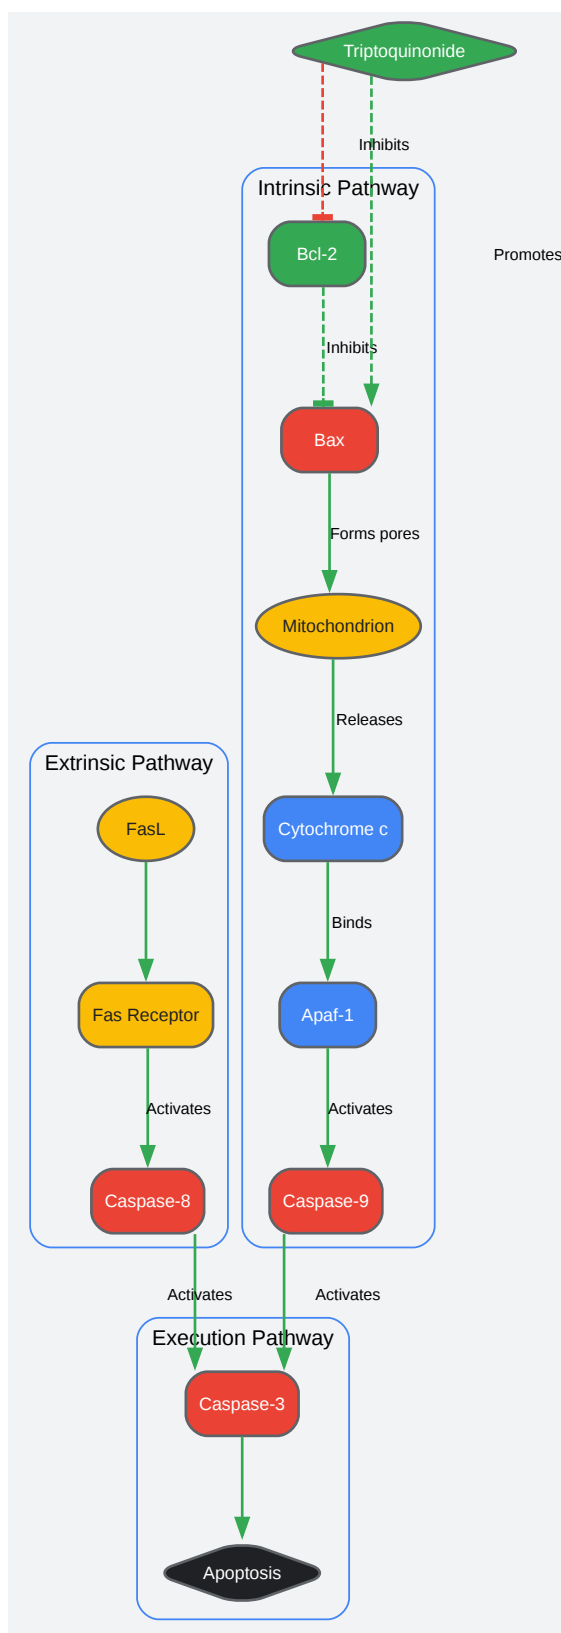 Triptoquinonide
Inhibits
Intrinsic Pathway
Bcl-2
Promotes
Inhibits
Bax
Forms pores
Mitochondrion
Releases
Extrinsic Pathway
FasL
Cytochrome c
Binds
Fas Receptor
Apaf-1
Activates
Activates
Caspase-8
Caspase-9
Activates
Activates
Execution Pathway
Caspase-3
Apoptosis